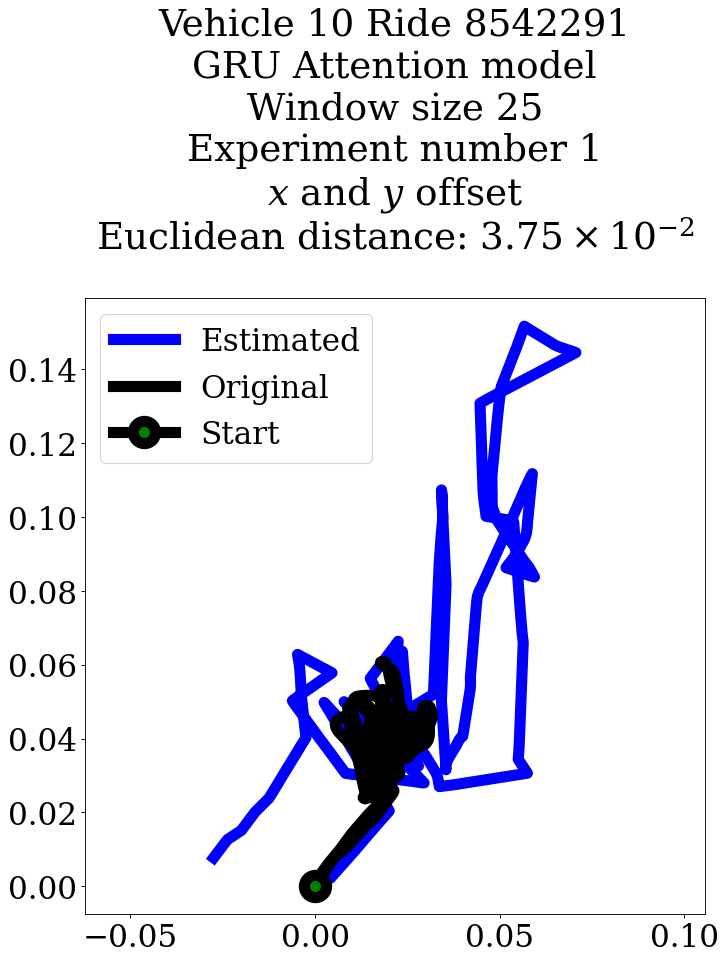 Vehicle 10 Ride 8542291
GRU Attention model
Window size 25
Experiment number 1
x and y offset
Euclidean distance: 3.75 × 10⁻²
Estimated
Original
Start
0.14
0.12
0.10
0.08
0.06
0.04
0.02
0.00
−0.05 0.00 0.05 0.10